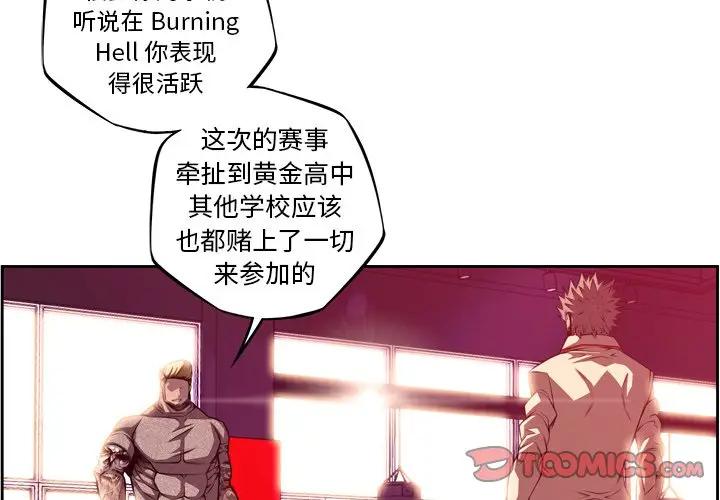 听说在 Burning
Hell 你表现
得很活跃
这次的赛事
牵扯到黄金高中
其他学校应该
也都赌上了一切
来参加的
TOOMICS.COM